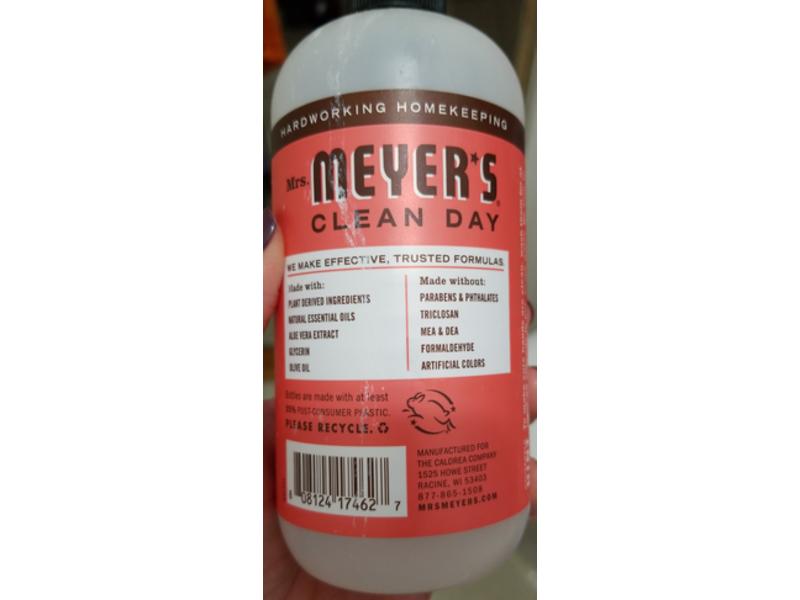 HARDWORKING HOMEKEEPING
Mrs. MEYER'S®
CLEAN DAY
WE MAKE EFFECTIVE, TRUSTED FORMULAS.
Made with:
PLANT DERIVED INGREDIENTS
NATURAL ESSENTIAL OILS
ALOE VERA EXTRACT
GLYCERIN
OLIVE OIL
Made without:
PARABENS & PHTHALATES
TRICLOSAN
MEA & DEA
FORMALDEHYDE
ARTIFICIAL COLORS
Bottles are made with at least
POST-CONSUMER PLASTIC.
PLEASE RECYCLE.
8 08124 17462 7
MANUFACTURED FOR
THE CALDREA COMPANY
1525 HOWE STREET
RACINE, WI 53403
877-865-1508
MRSMEYERS.COM